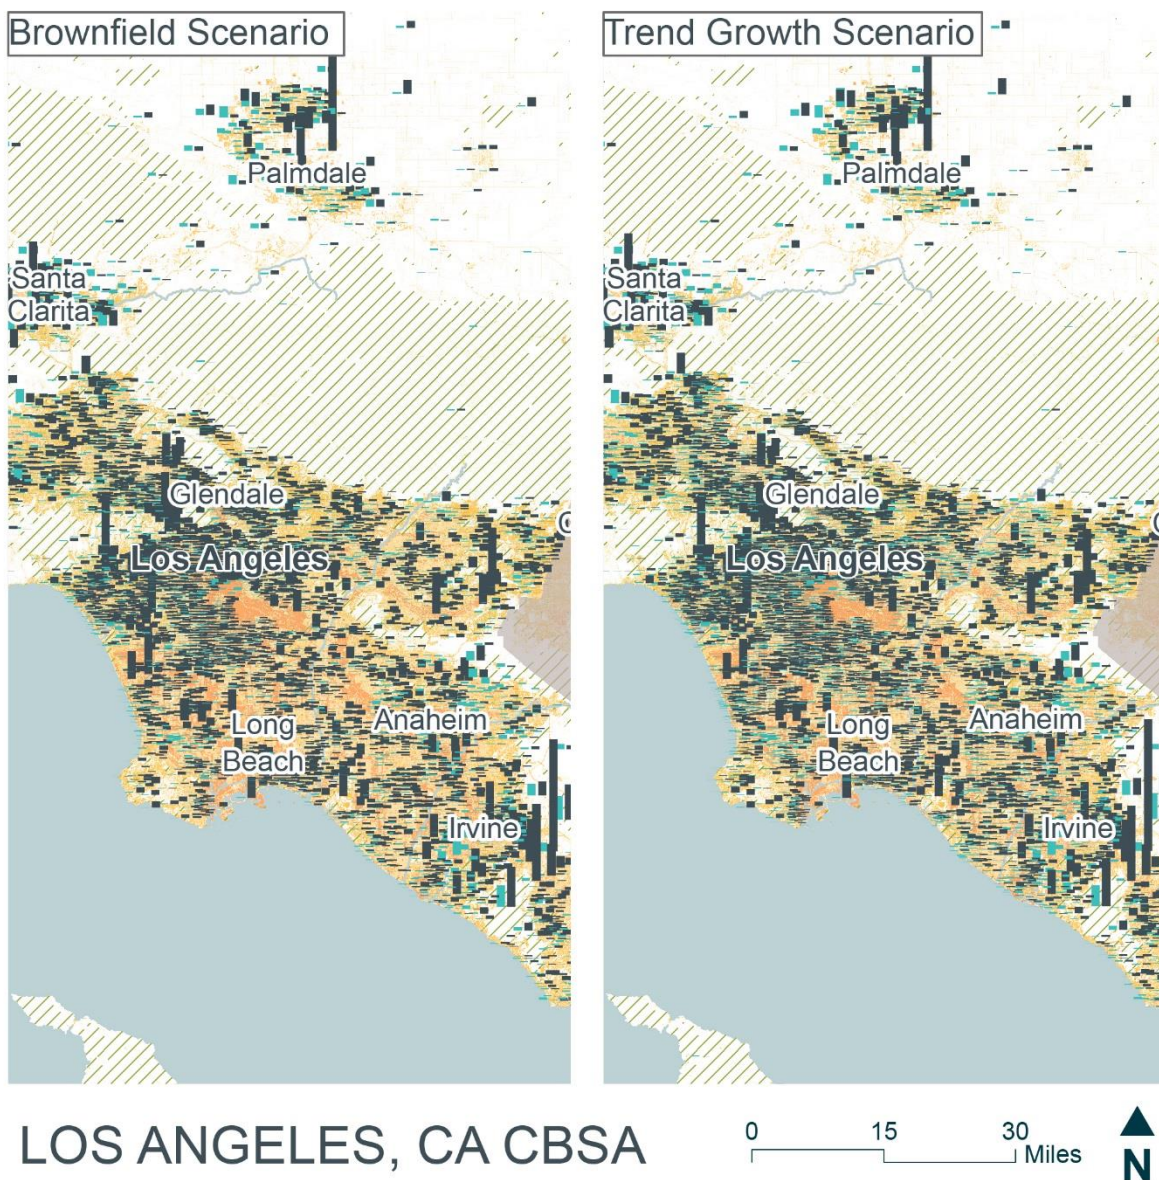 Brownfield Scenario
Trend Growth Scenario
Palmdale
Palmdale
Santa
Clarita
Santa
Clarita
Glendale
Glendale
Los Angeles
Los Angeles
Long
Beach
Anaheim
Long
Beach
Anaheim
Irvine
Irvine
LOS ANGELES, CA CBSA
0 15 30
Miles
N